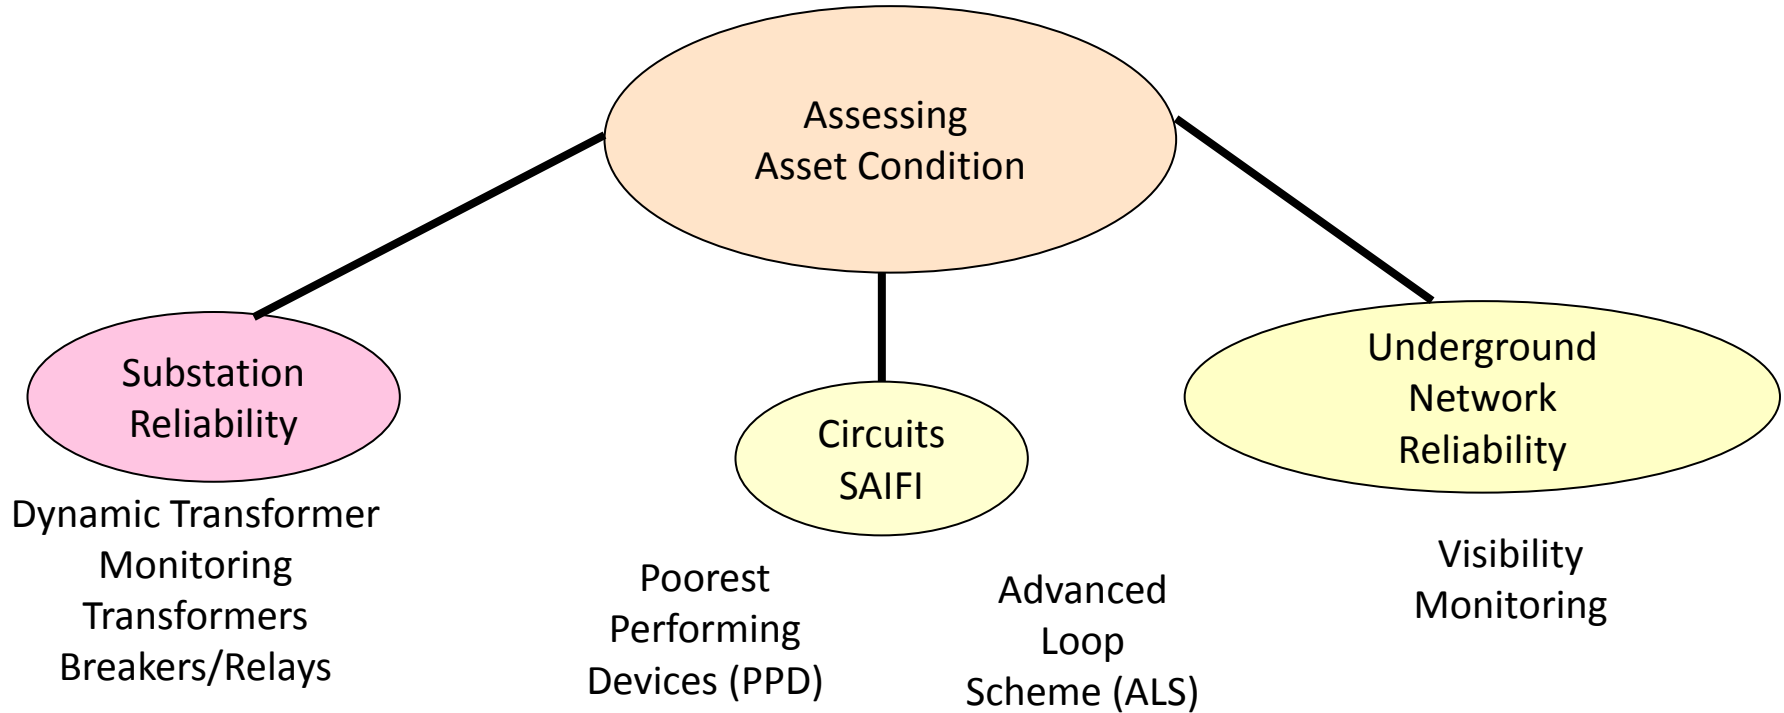 Assessing
Asset Condition
Substation
Reliability
Dynamic Transformer
Monitoring
Transformers
Breakers/Relays
Circuits
SAIFI
Poorest
Performing
Devices (PPD)
Advanced
Loop
Scheme (ALS)
Underground
Network
Reliability
Visibility
Monitoring